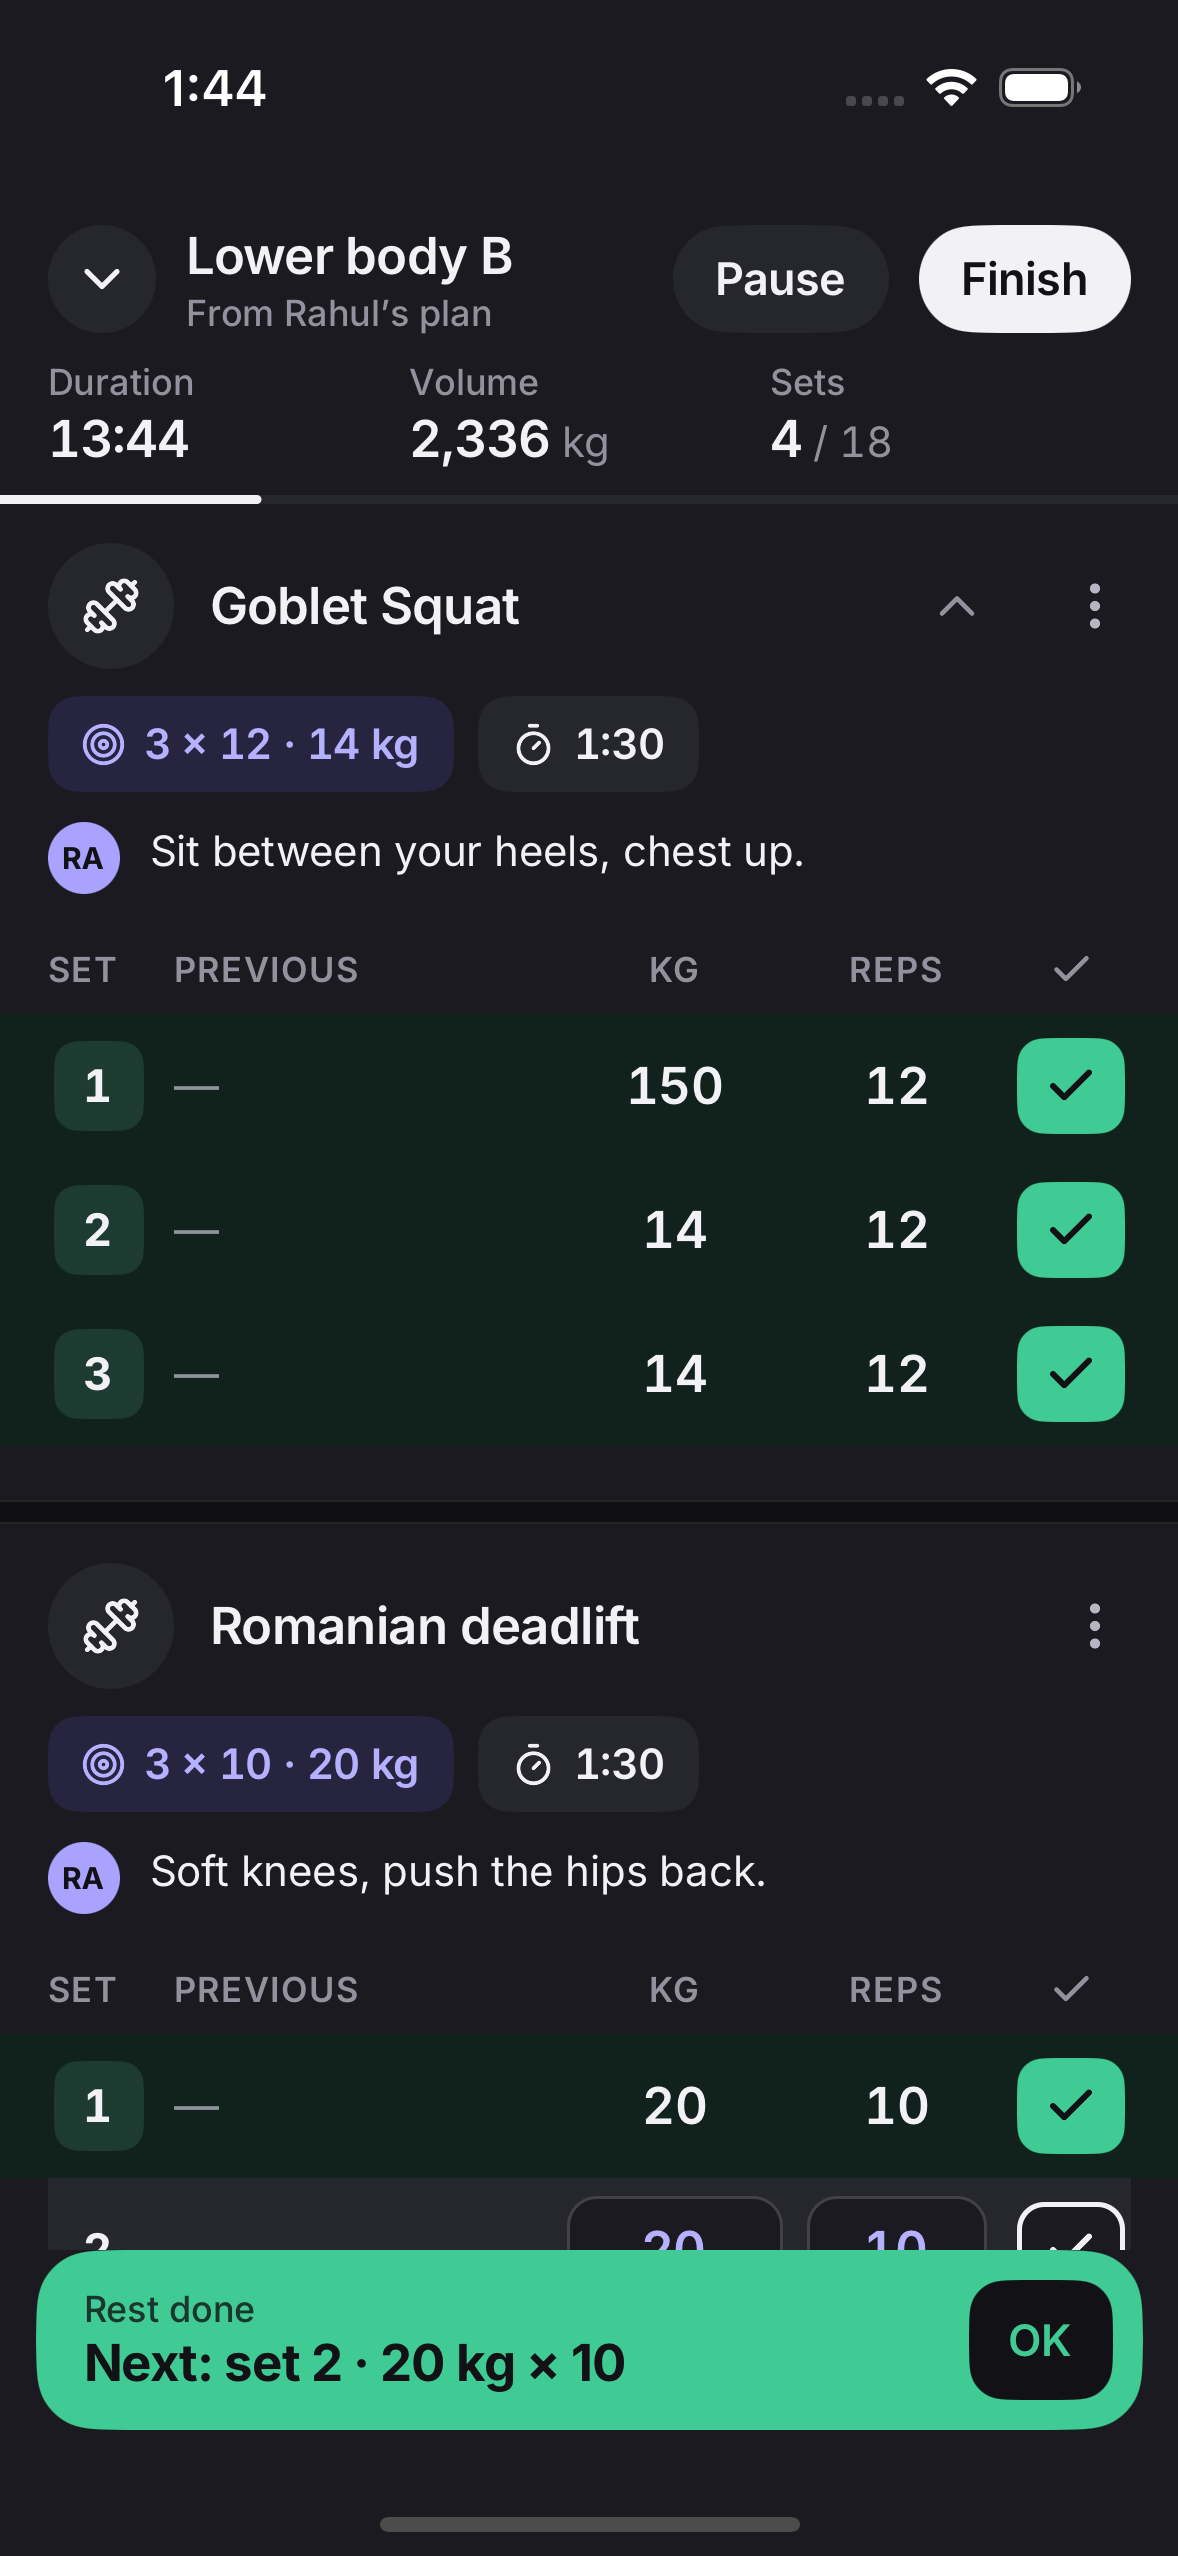 1:44
Lower body B
From Rahul’s plan
Pause
Finish
Duration
Volume
Sets
13:44
2,336 kg
4 / 18
Goblet Squat
3 × 12 · 14 kg
1:30
RA
Sit between your heels, chest up.
SET PREVIOUS KG REPS
1 — 150 12
2 — 14 12
3 — 14 12
Romanian deadlift
3 × 10 · 20 kg
1:30
RA
Soft knees, push the hips back.
SET PREVIOUS KG REPS
1 — 20 10
2 20 10
Rest done
Next: set 2 · 20 kg × 10
OK